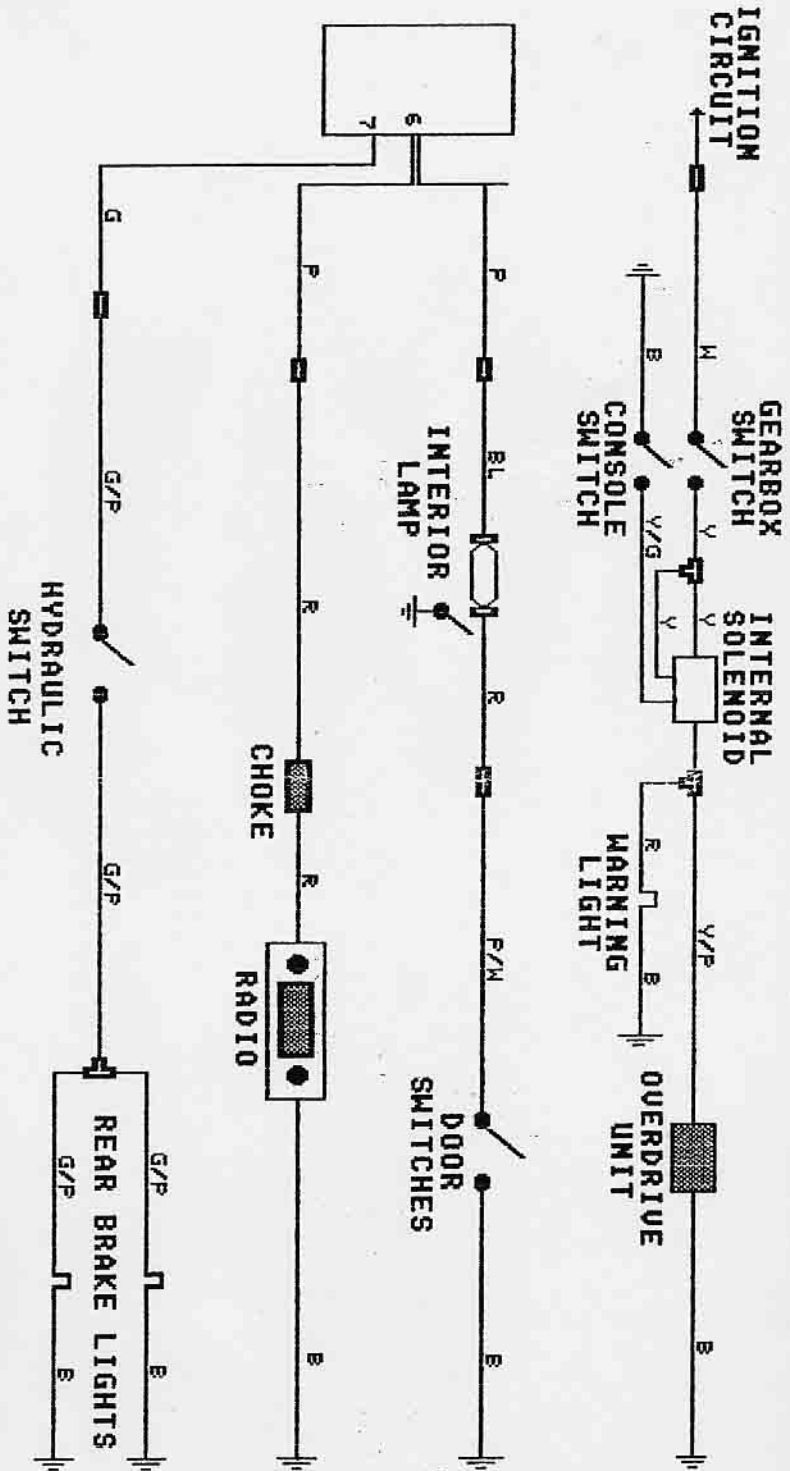 IGNITION
CIRCUIT
W
GEARBOX
SWITCH
Y
Y
Y
INTERNAL
SOLENOID
B
CONSOLE
SWITCH
Y/G
R
WARNING
LIGHT
B
Y/P
OVERDRIVE
UNIT
B
6
7
P
BL
INTERIOR
LAMP
R
P/W
DOOR
SWITCHES
B
P
R
CHOKE
R
RADIO
B
G
G/P
HYDRAULIC
SWITCH
G/P
G/P
B
REAR BRAKE LIGHTS
G/P
B